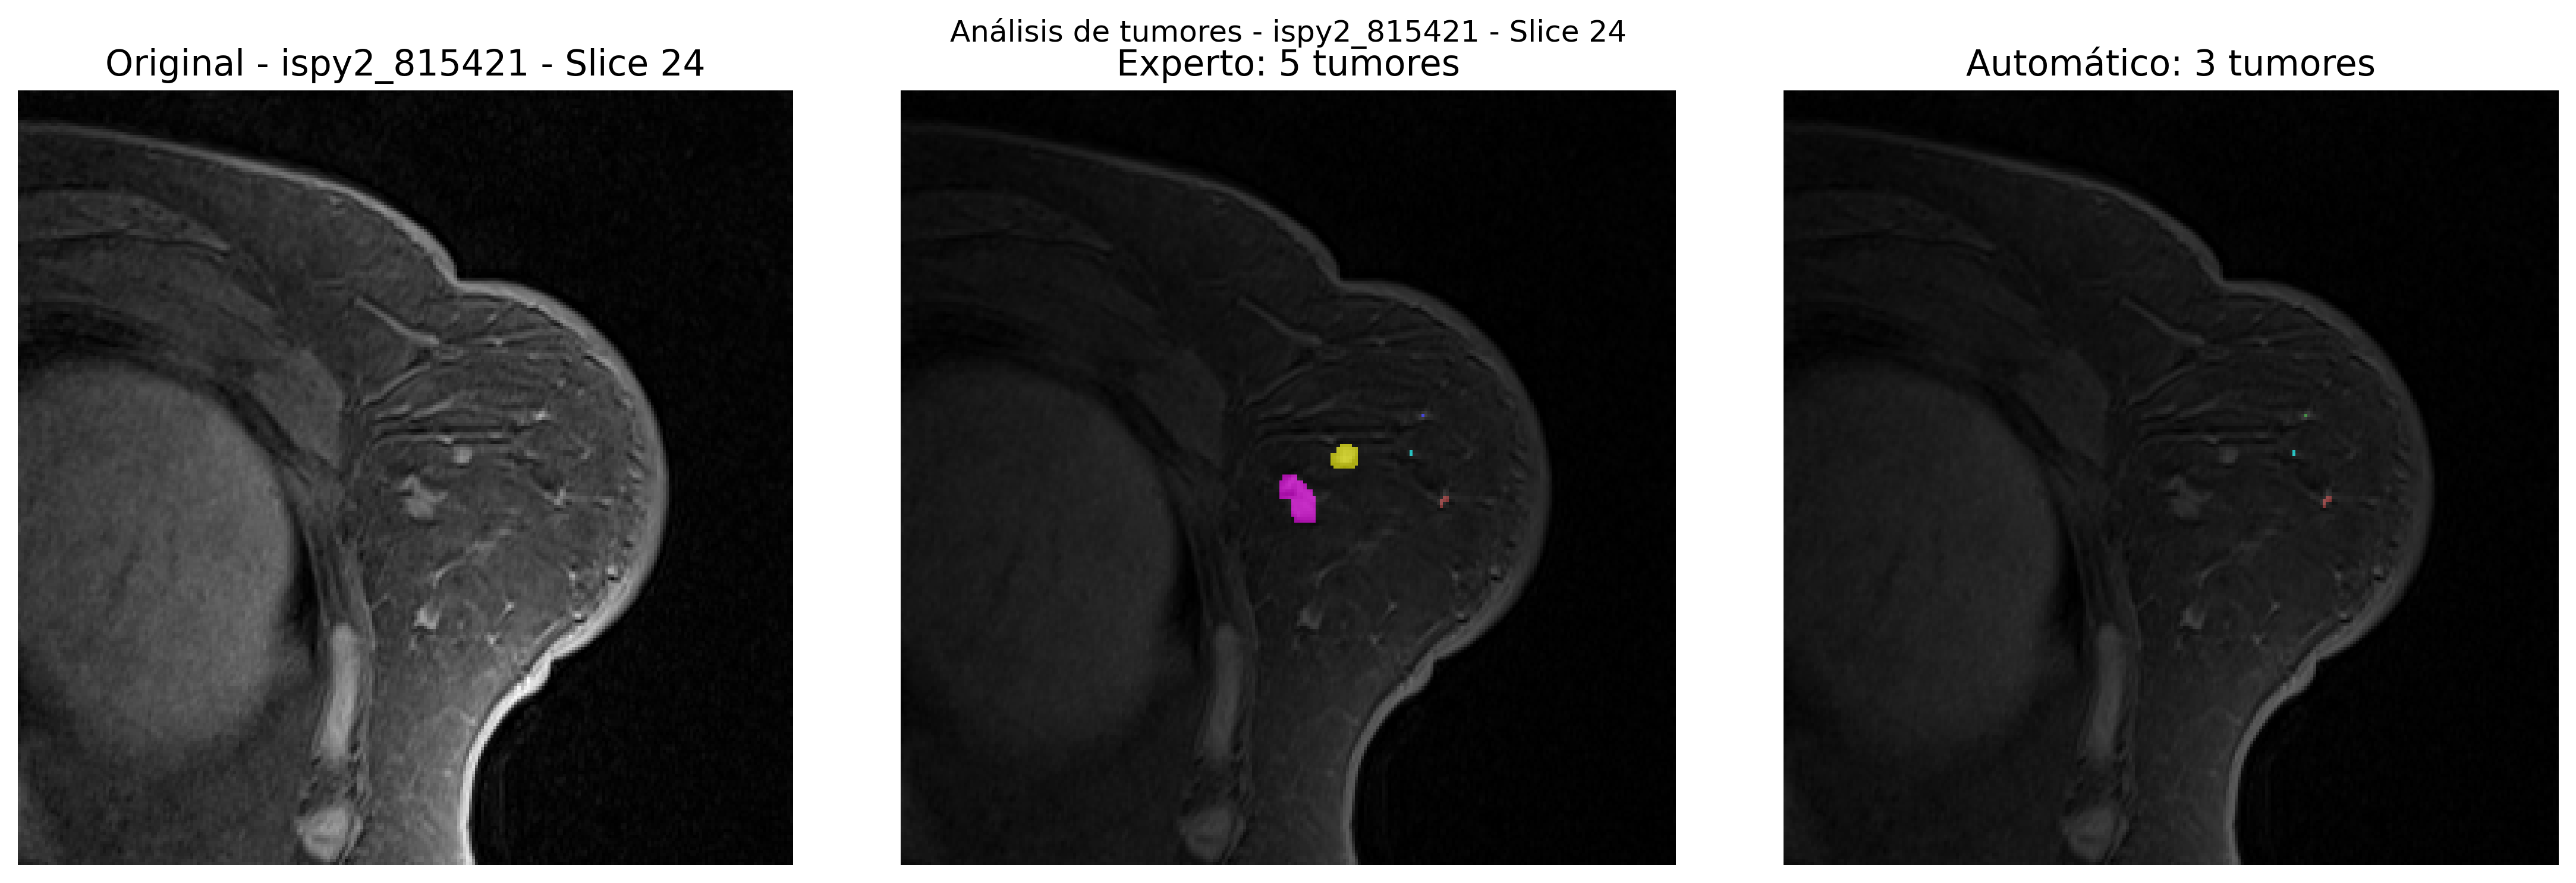 Análisis de tumores - ispy2_815421 - Slice 24
Original - ispy2_815421 - Slice 24
Experto: 5 tumores
Automático: 3 tumores